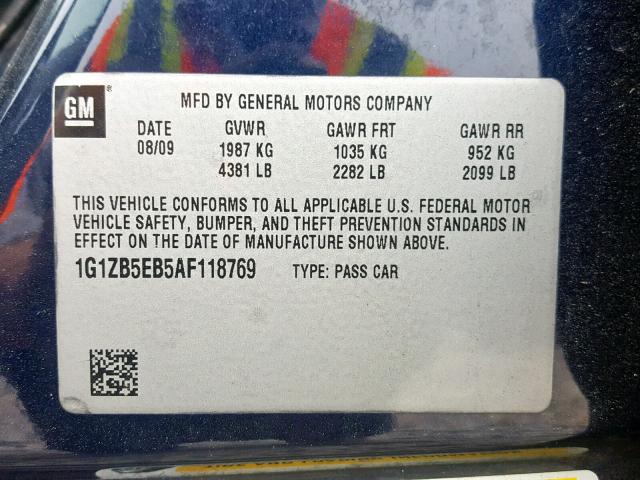 GM®
MFD BY GENERAL MOTORS COMPANY
DATE GVWR GAWR FRT GAWR RR
08/09 1987 KG 1035 KG 952 KG
4381 LB 2282 LB 2099 LB
THIS VEHICLE CONFORMS TO ALL APPLICABLE U.S. FEDERAL MOTOR
VEHICLE SAFETY, BUMPER, AND THEFT PREVENTION STANDARDS IN
EFFECT ON THE DATE OF MANUFACTURE SHOWN ABOVE.
1G1ZB5EB5AF118769 TYPE: PASS CAR